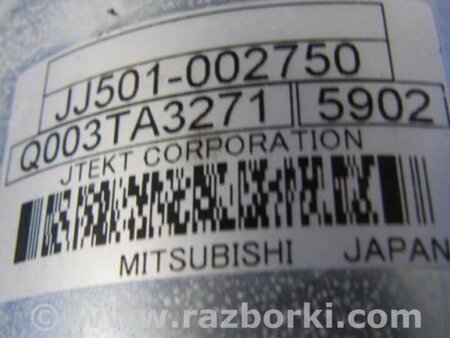 JJ501-002750
Q003TA3271 5902
JTEKT CORPORATION
MITSUBISHI JAPAN
© www.razborki.com